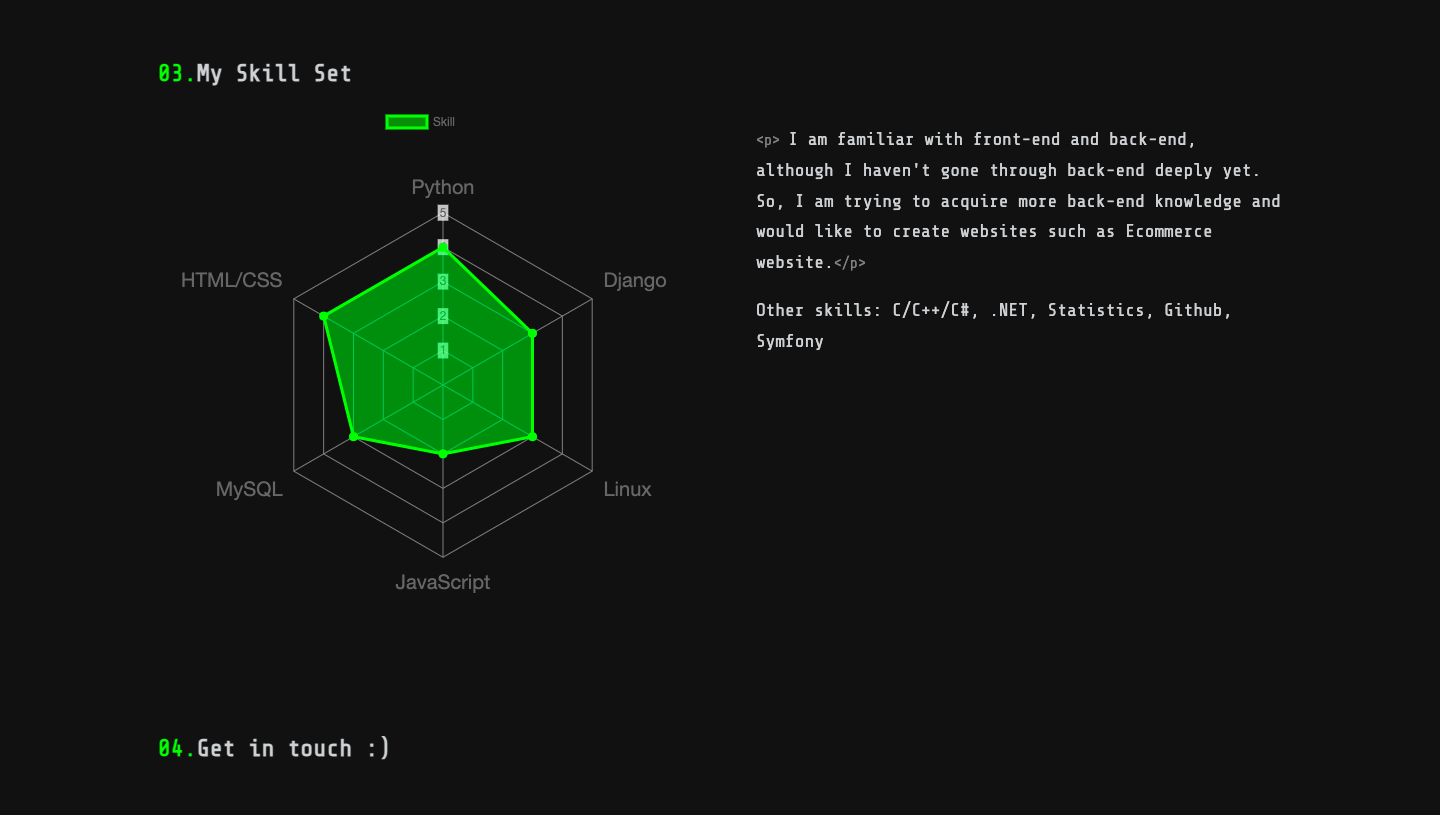 03.My Skill Set
Skill
Python
5
3
2
1
HTML/CSS
Django
MySQL
Linux
JavaScript
<p> I am familiar with front-end and back-end,
although I haven't gone through back-end deeply yet.
So, I am trying to acquire more back-end knowledge and
would like to create websites such as Ecommerce
website.</p>
Other skills: C/C++/C#, .NET, Statistics, Github,
Symfony
04.Get in touch :)